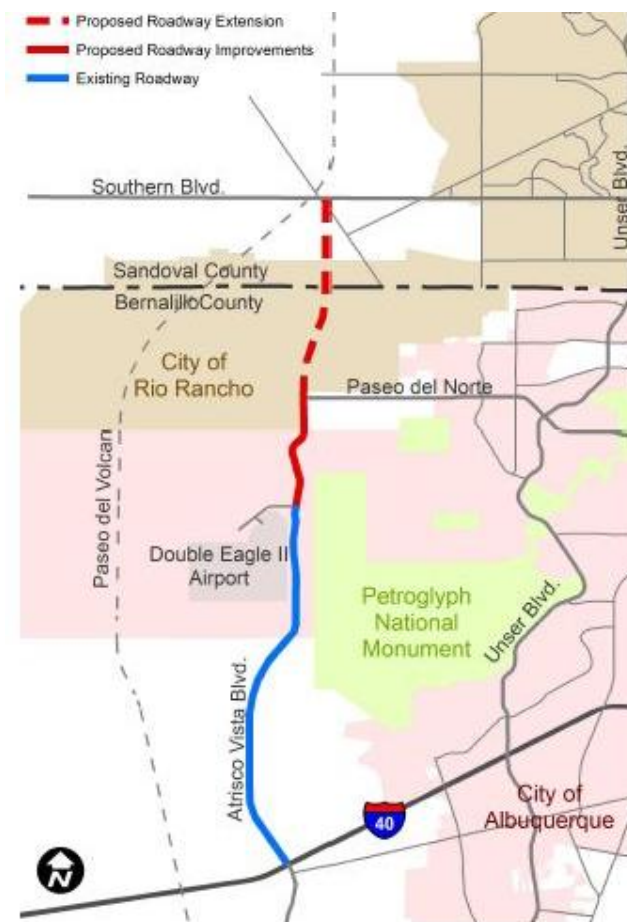 Proposed Roadway Extension
Proposed Roadway Improvements
Existing Roadway
Southern Blvd.
Unser Blvd.
Sandoval County
Bernalillo County
City of
Rio Rancho
Paseo del Norte
Paseo del Volcan
Double Eagle II
Airport
Petroglyph
National
Monument
Unser Blvd.
Atrisco Vista Blvd.
City of
Albuquerque
40
N